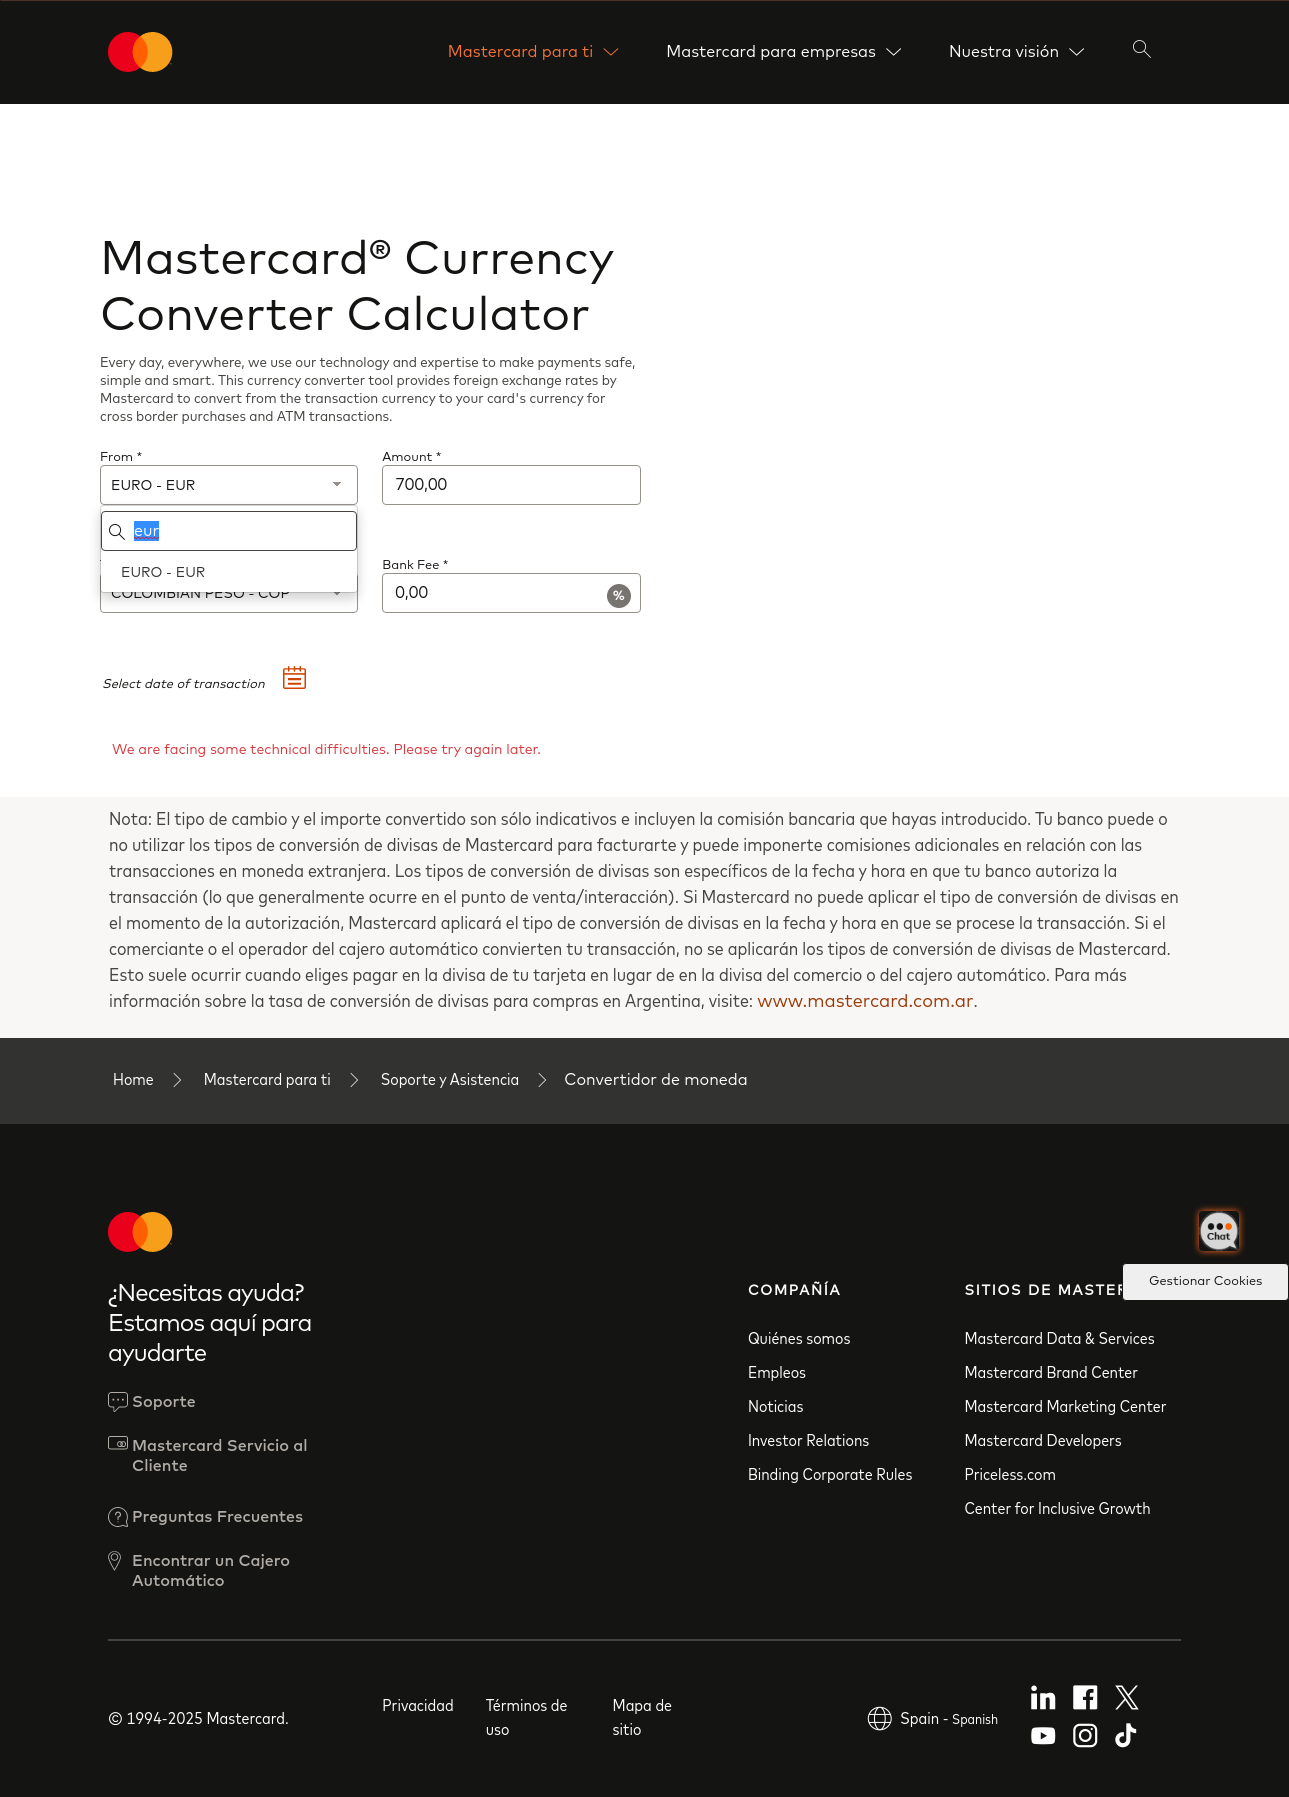 Mastercard para ti
Mastercard para empresas
Nuestra visión
Mastercard® Currency
Converter Calculator
Every day, everywhere, we use our technology and expertise to make payments safe,
simple and smart. This currency converter tool provides foreign exchange rates by
Mastercard to convert from the transaction currency to your card's currency for
cross border purchases and ATM transactions.
From *
Amount *
EURO - EUR
700,00
eur
EURO - EUR
Bank Fee *
COLOMBIAN PESO - COP
0,00
%
Select date of transaction
We are facing some technical difficulties. Please try again later.
Nota: El tipo de cambio y el importe convertido son sólo indicativos e incluyen la comisión bancaria que hayas introducido. Tu banco puede o
no utilizar los tipos de conversión de divisas de Mastercard para facturarte y puede imponerte comisiones adicionales en relación con las
transacciones en moneda extranjera. Los tipos de conversión de divisas son específicos de la fecha y hora en que tu banco autoriza la
transacción (lo que generalmente ocurre en el punto de venta/interacción). Si Mastercard no puede aplicar el tipo de conversión de divisas en
el momento de la autorización, Mastercard aplicará el tipo de conversión de divisas en la fecha y hora en que se procese la transacción. Si el
comerciante o el operador del cajero automático convierten tu transacción, no se aplicarán los tipos de conversión de divisas de Mastercard.
Esto suele ocurrir cuando eliges pagar en la divisa de tu tarjeta en lugar de en la divisa del comercio o del cajero automático. Para más
información sobre la tasa de conversión de divisas para compras en Argentina, visite: www.mastercard.com.ar.
Home
Mastercard para ti
Soporte y Asistencia
Convertidor de moneda
Chat
Gestionar Cookies
¿Necesitas ayuda?
Estamos aquí para
ayudarte
Soporte
Mastercard Servicio al
Cliente
Preguntas Frecuentes
Encontrar un Cajero
Automático
COMPAÑÍA
Quiénes somos
Empleos
Noticias
Investor Relations
Binding Corporate Rules
SITIOS DE MASTER
Mastercard Data & Services
Mastercard Brand Center
Mastercard Marketing Center
Mastercard Developers
Priceless.com
Center for Inclusive Growth
© 1994-2025 Mastercard.
Privacidad
Términos de
uso
Mapa de
sitio
Spain - Spanish